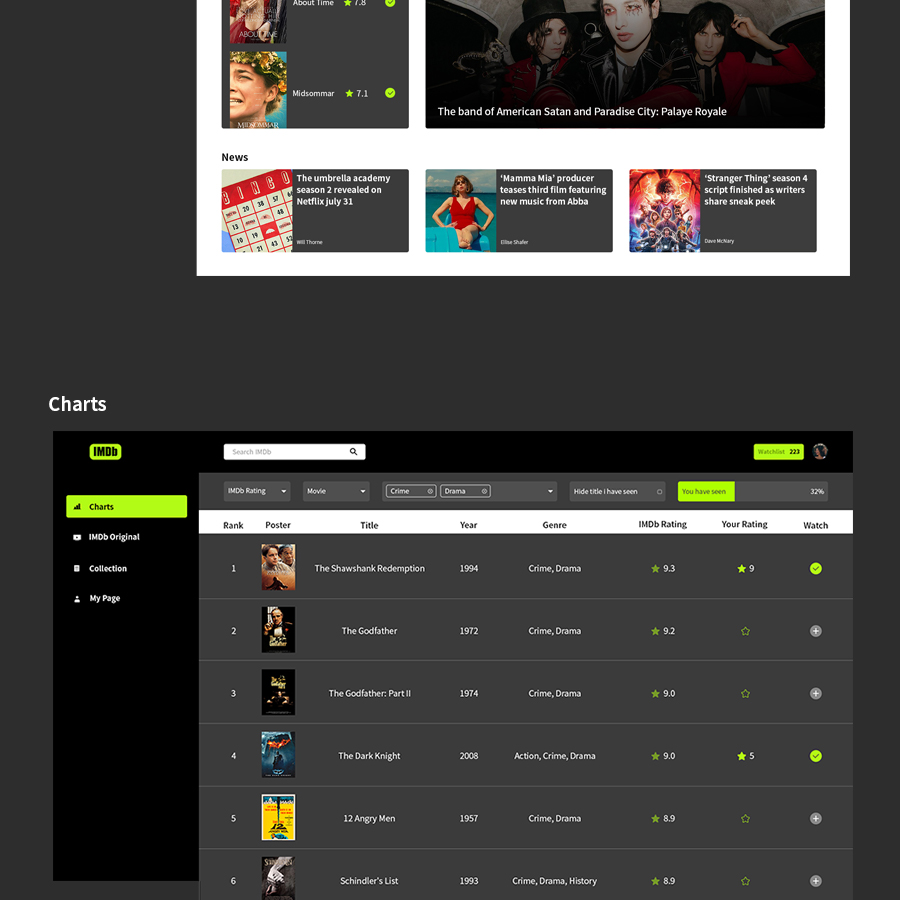 About Time
7.8
ABOUT TIME
Midsommar
7.1
MIDSOMMAR
The band of American Satan and Paradise City: Palaye Royale
News
BINGO
The umbrella academy
season 2 revealed on
Netflix july 31
Will Thorne
‘Mamma Mia’ producer
teases third film featuring
new music from Abba
Ellise Shafer
‘Stranger Thing’ season 4
script finished as writers
share sneak peek
Dave McNary
Charts
IMDb
Search IMDb
Watchlist 223
IMDb Rating
Movie
Crime
Drama
Hide title i have seen
You have seen
32%
Charts
IMDb Original
Collection
My Page
Rank Poster Title Year Genre IMDb Rating Your Rating Watch
1 The Shawshank Redemption 1994 Crime, Drama 9.3 9
2 The Godfather 1972 Crime, Drama 9.2
3 The Godfather: Part II 1974 Crime, Drama 9.0
4 The Dark Knight 2008 Action, Crime, Drama 9.0 5
5 12 Angry Men 1957 Crime, Drama 8.9
6 Schindler's List 1993 Crime, Drama, History 8.9